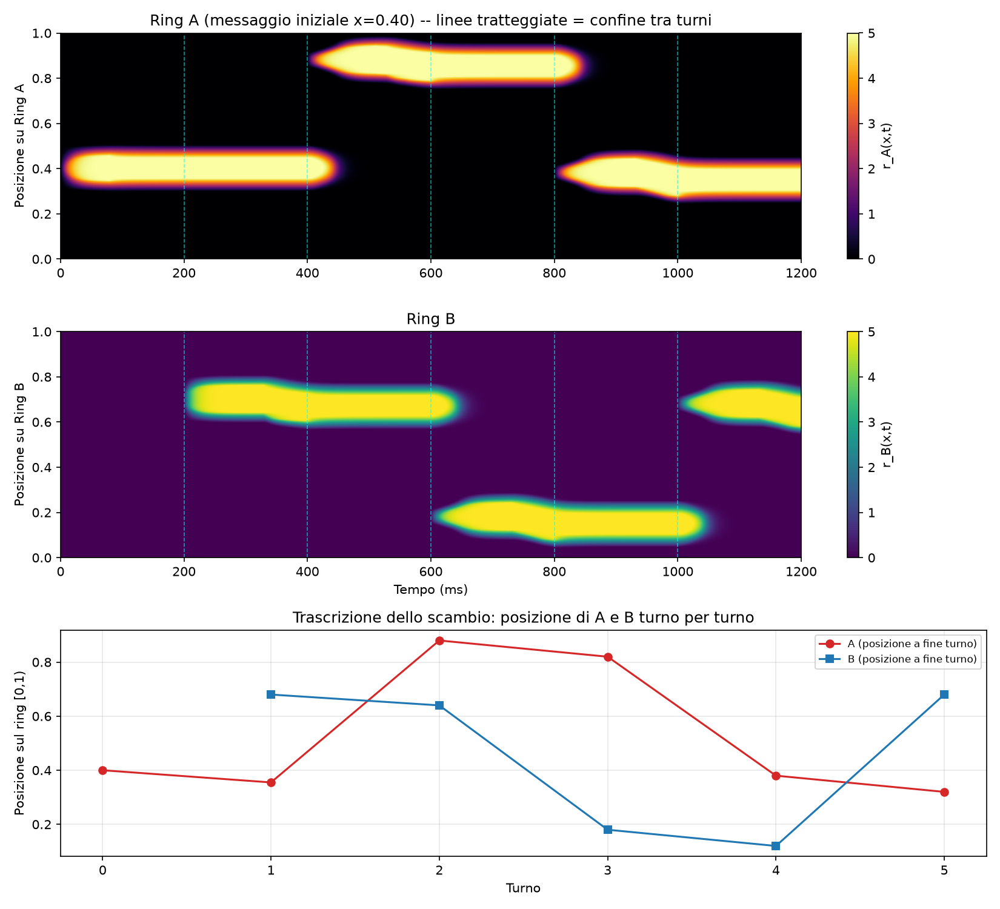 Ring A (messaggio iniziale x=0.40) -- linee tratteggiate = confine tra turni
Posizione su Ring A
1.0
0.8
0.6
0.4
0.2
0.0
0 200 400 600 800 1000 1200
5
4
3
2
1
0
r_A(x,t)
Ring B
Posizione su Ring B
1.0
0.8
0.6
0.4
0.2
0.0
0 200 400 600 800 1000 1200
Tempo (ms)
5
4
3
2
1
0
r_B(x,t)
Trascrizione dello scambio: posizione di A e B turno per turno
Posizione sul ring [0,1)
0.8
0.6
0.4
0.2
A (posizione a fine turno)
B (posizione a fine turno)
0 1 2 3 4 5
Turno